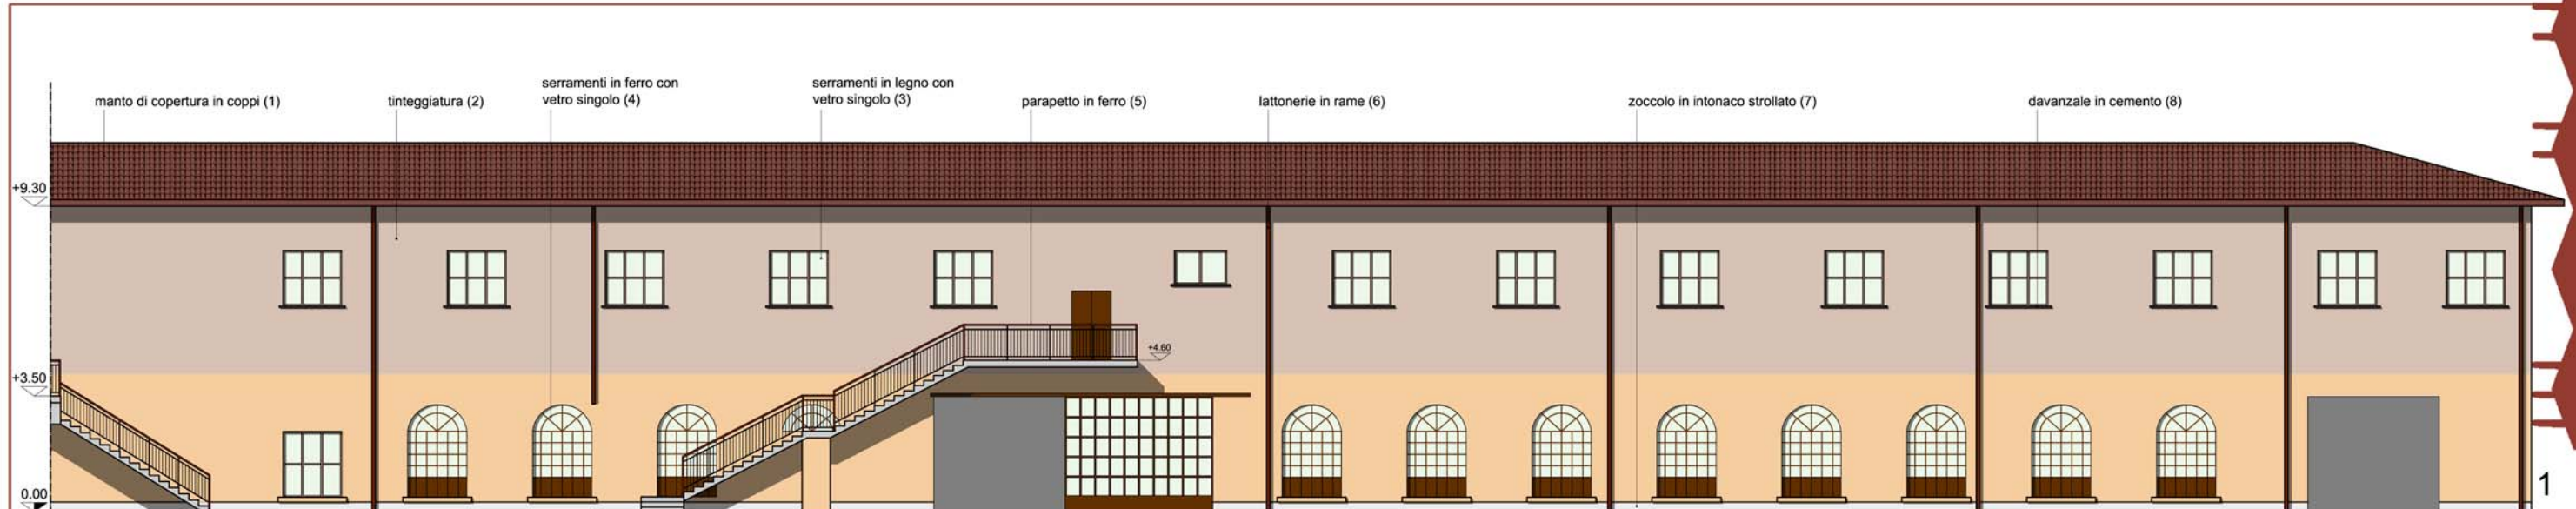 serramenti in ferro con
vetro singolo (4)
serramenti in legno con
vetro singolo (3)
manto di copertura in coppi (1)
tinteggiatura (2)
parapetto in ferro (5)
lattonerie in rame (6)
zoccolo in intonaco strollato (7)
davanzale in cemento (8)
+9.30
+4.60
+3.50
0.00
1